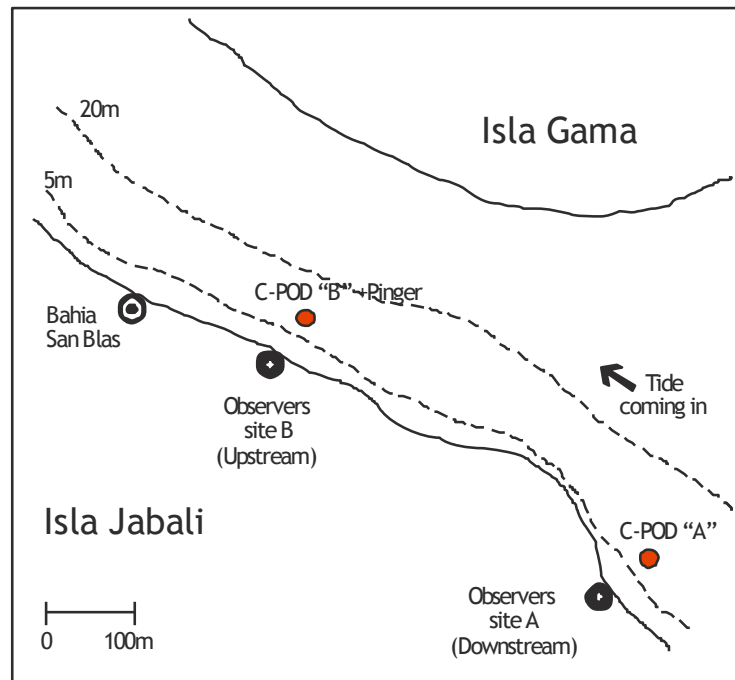 Isla Gama
20m
5m
C-POD “B” +Pinger
Bahia
San Blas
Tide
coming in
Observers
site B
(Upstream)
Isla Jabali
C-POD “A”
Observers
site A
(Downstream)
0 100m